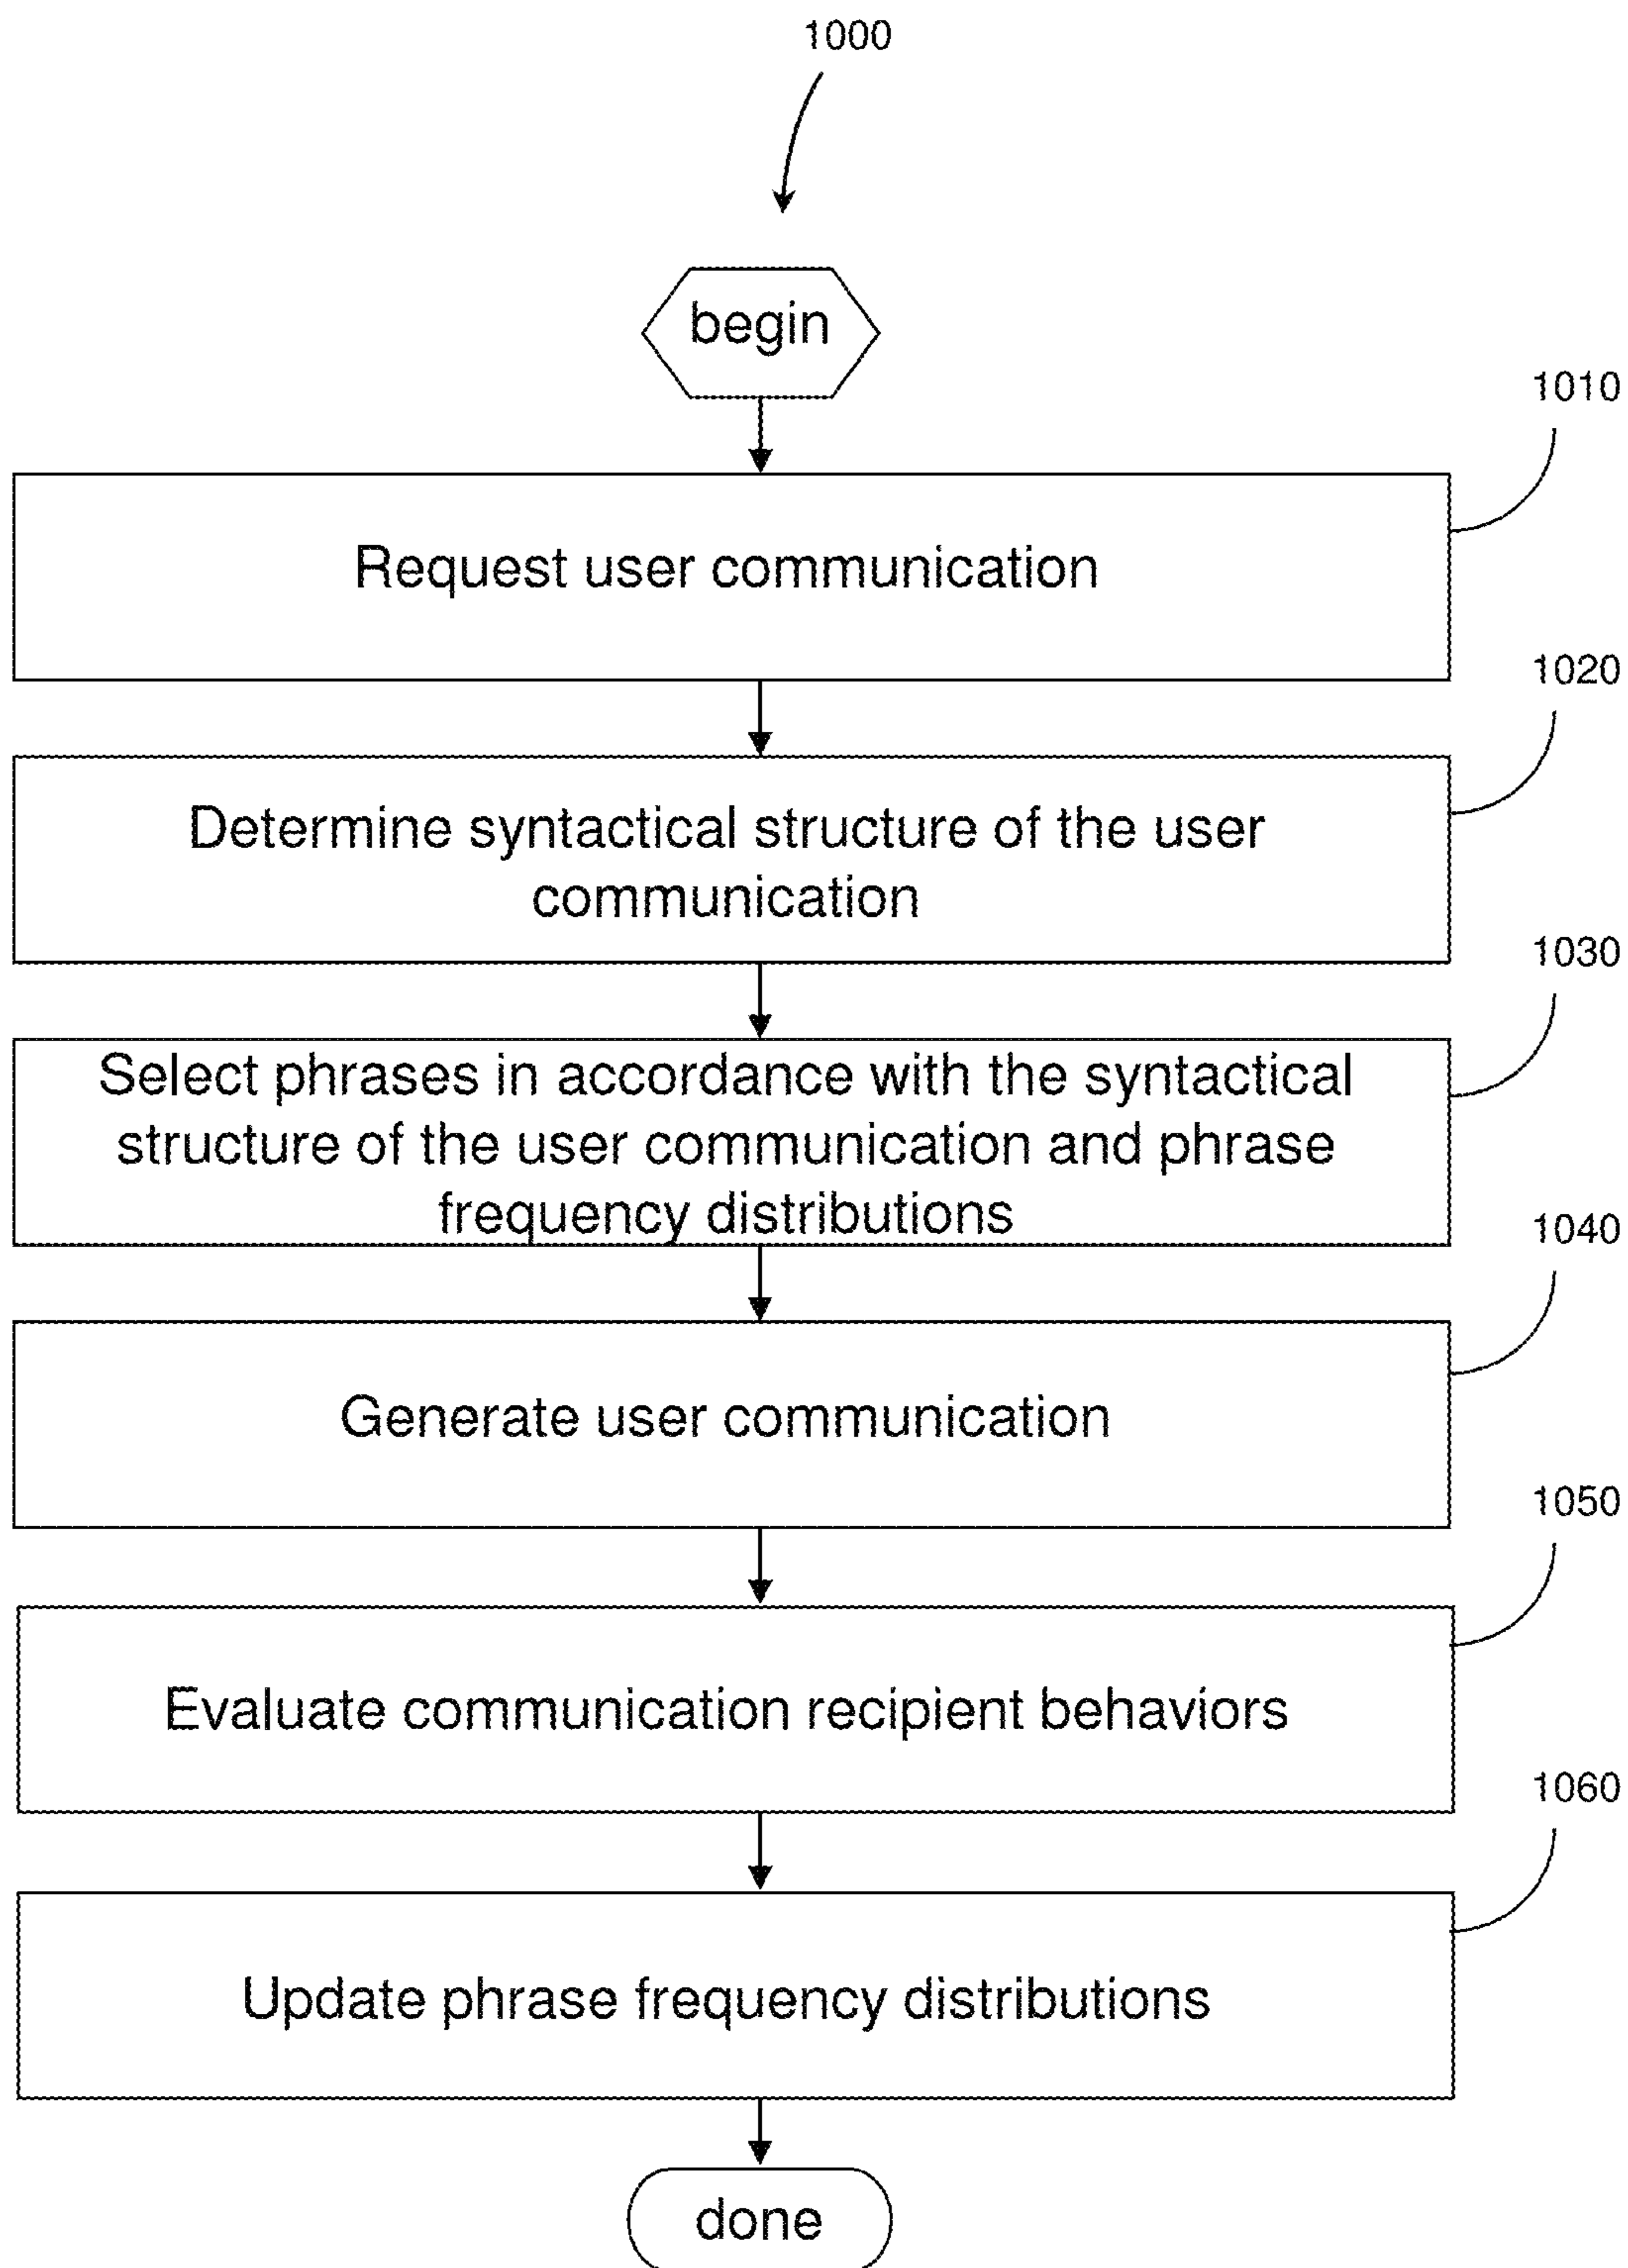 1000
begin
1010
Request user communication
1020
Determine syntactical structure of the user
communication
1030
Select phrases in accordance with the syntactical
structure of the user communication and phrase
frequency distributions
1040
Generate user communication
1050
Evaluate communication recipient behaviors
1060
Update phrase frequency distributions
done